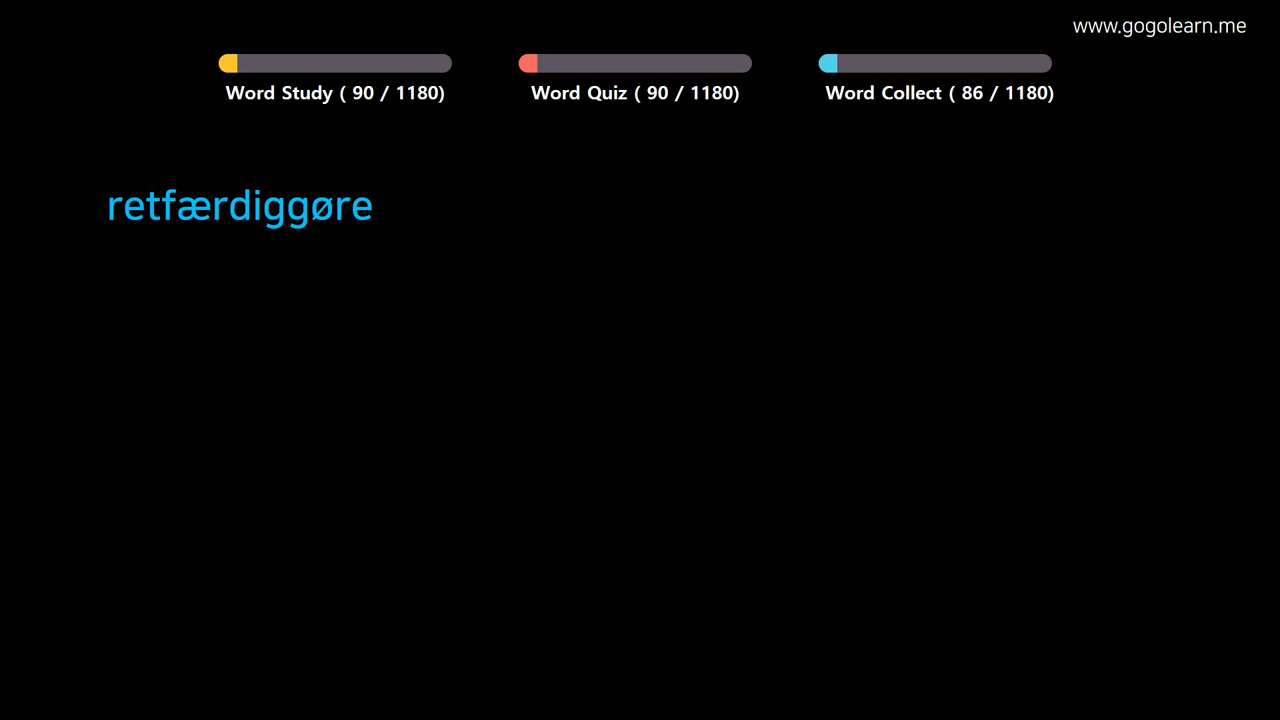 www.gogolearn.me
Word Study ( 90 / 1180)
Word Quiz ( 90 / 1180)
Word Collect ( 86 / 1180)
retfærdiggøre